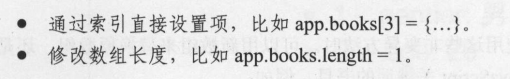 ● 通过索引直接设置项，比如 app.books[3] = {...}。
● 修改数组长度，比如 app.books.length = 1。